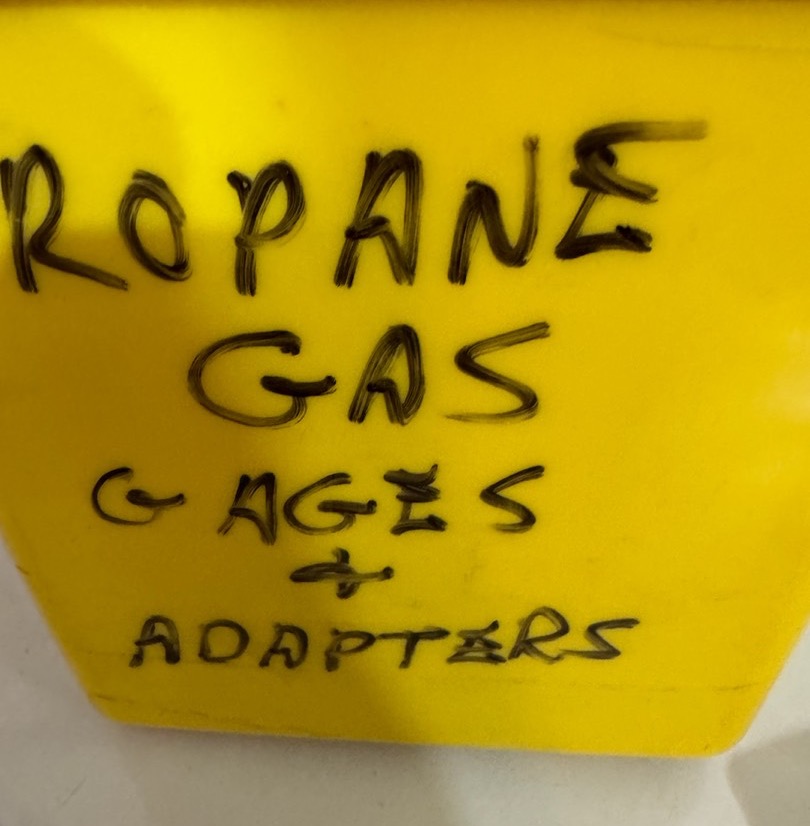 ROPANE
GAS
GAGES
+
ADAPTERS